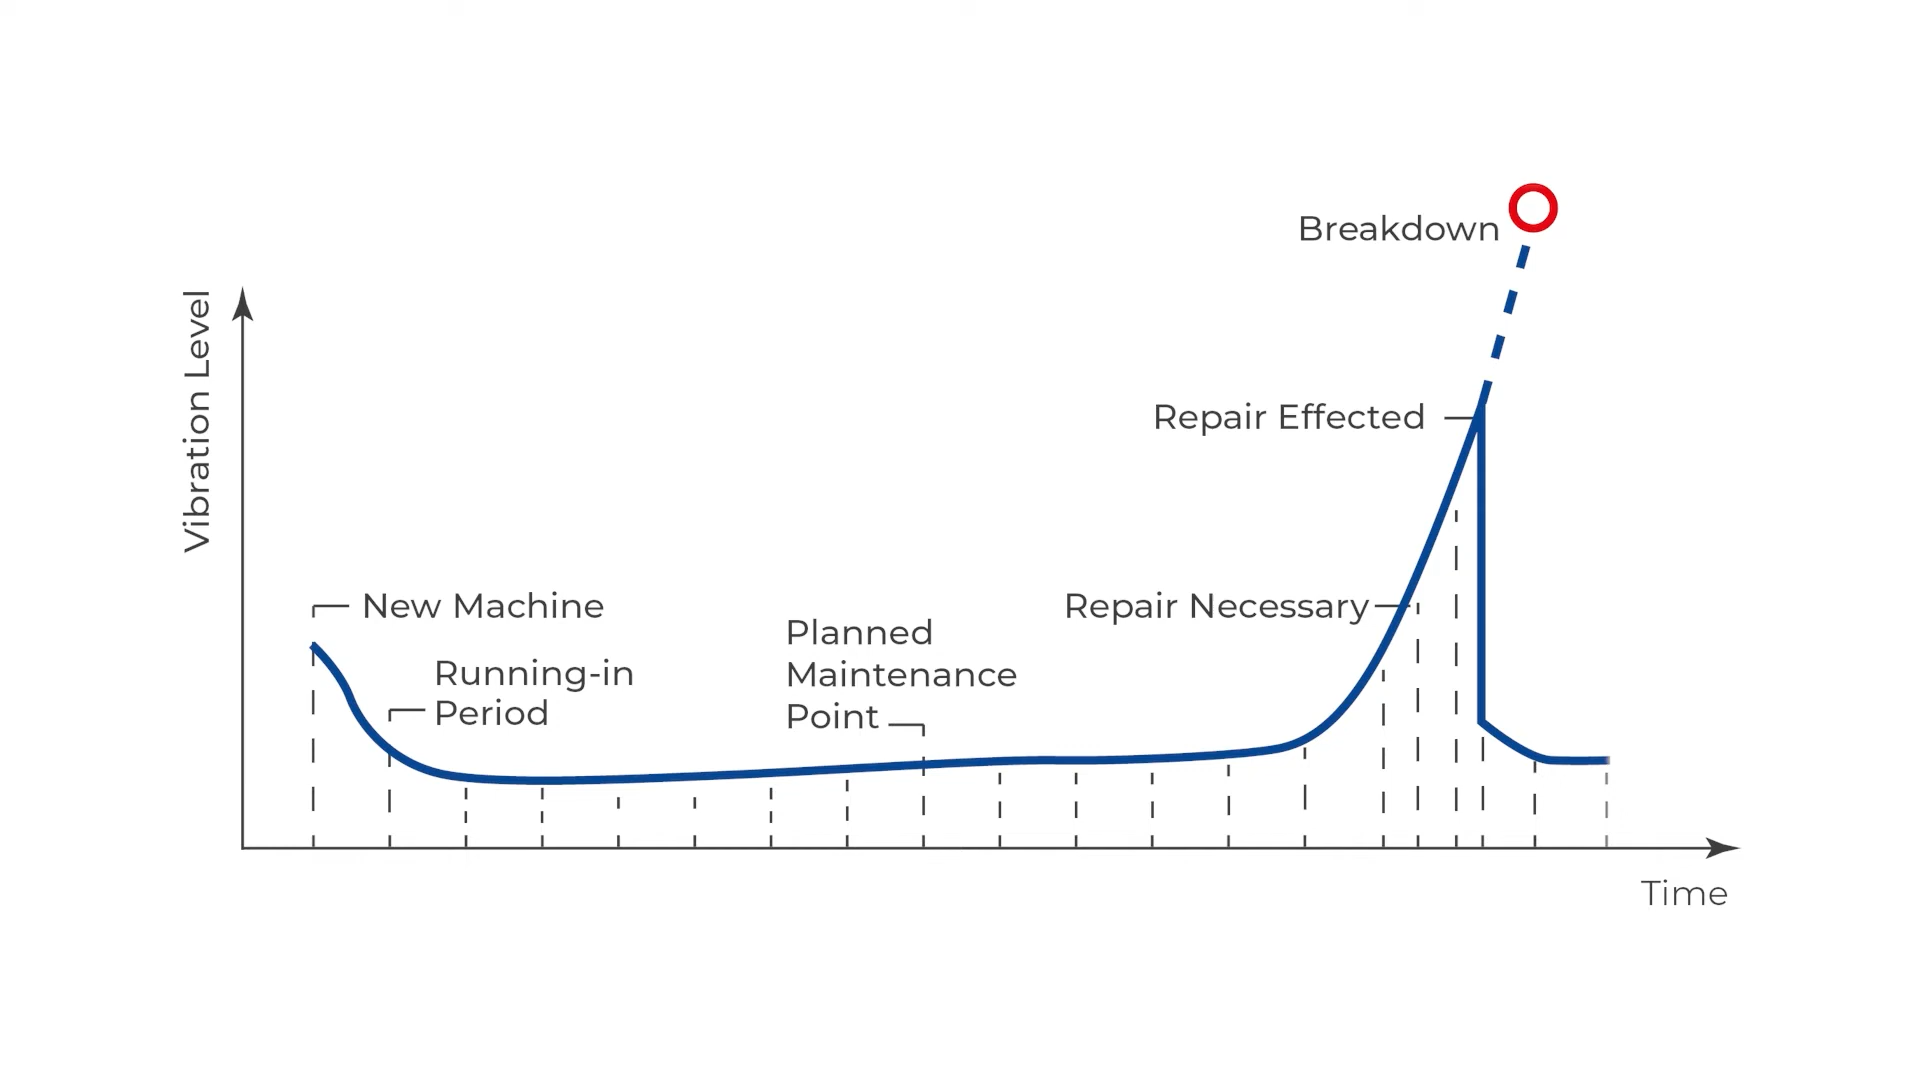 Breakdown
Vibration Level
Repair Effected
New Machine
Repair Necessary
Planned
Maintenance
Point
Running-in
Period
Time